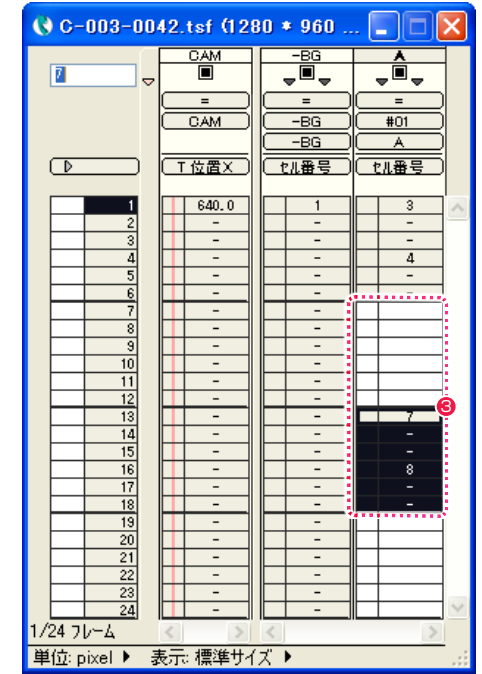 C-003-0042.tsf (1280 * 960 ...
CAM -BG A
7
= = =
CAM -BG #01
-BG A
T 位置X セル番号 セル番号
1 640.0 1 3
2 - - -
3 - - -
4 - - 4
5 - - -
6 - - -
7 - -
8 - -
9 - -
10 - -
11 - -
12 - -
3
13 - - 7
14 - - -
15 - - -
16 - - 8
17 - - -
18 - - -
19 - -
20 - -
21 - -
22 - -
23 - -
24 - -
1/24 フレーム
単位: pixel 表示: 標準サイズ